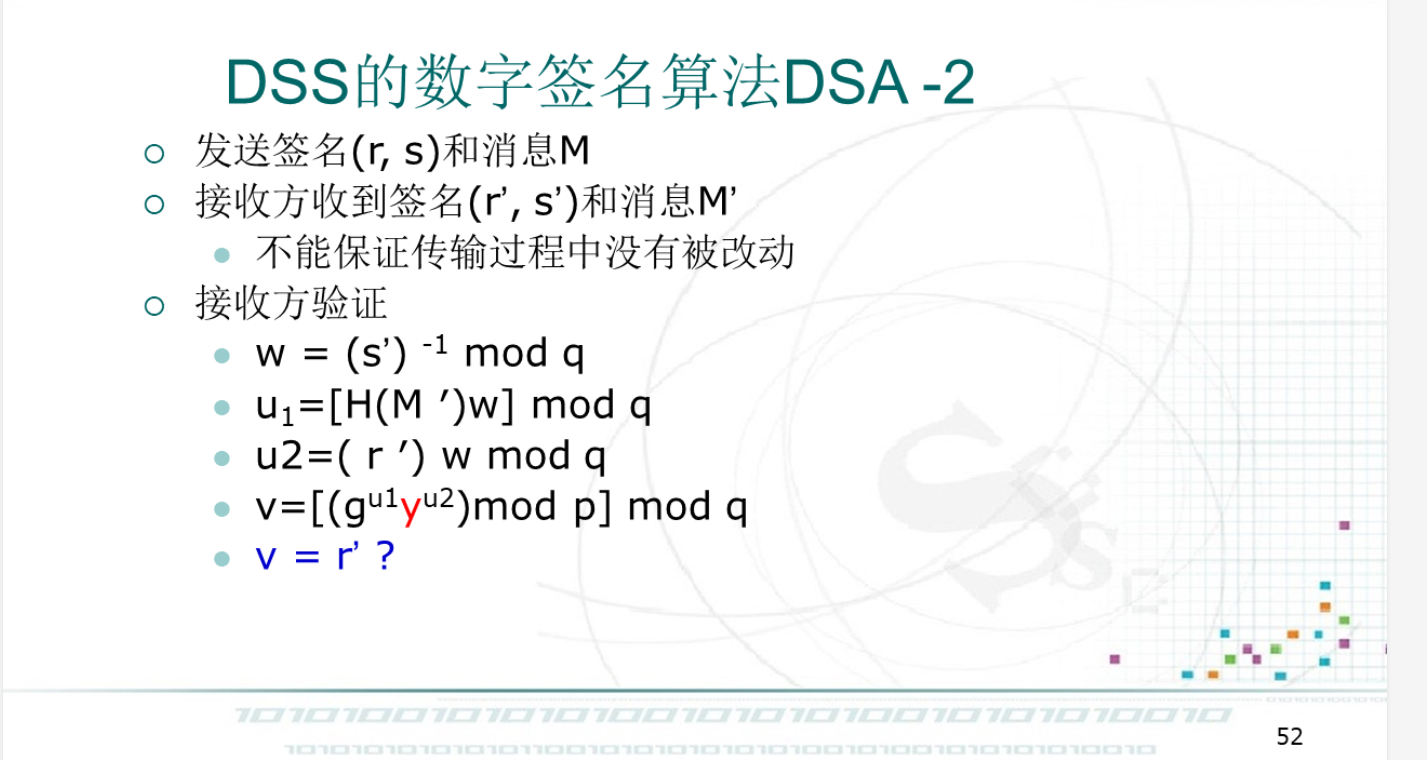 DSS的数字签名算法DSA -2
发送签名(r, s)和消息M
接收方收到签名(r’, s’)和消息M’
不能保证传输过程中没有被改动
接收方验证
w = (s’) -1 mod q
u1=[H(M ′)w] mod q
u2=( r ′) w mod q
v=[(gu1yu2)mod p] mod q
v = r’ ?
52